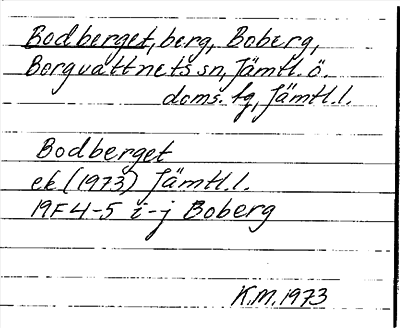 Bodberget, berg, Boberg,
Borgvattnets sn, Jämtl. ö.
doms. tg, Jämtl. l.
Bodberget
ek (1973) Jämtl. l.
19F 4-5 i-j Boberg
K.M. 1973